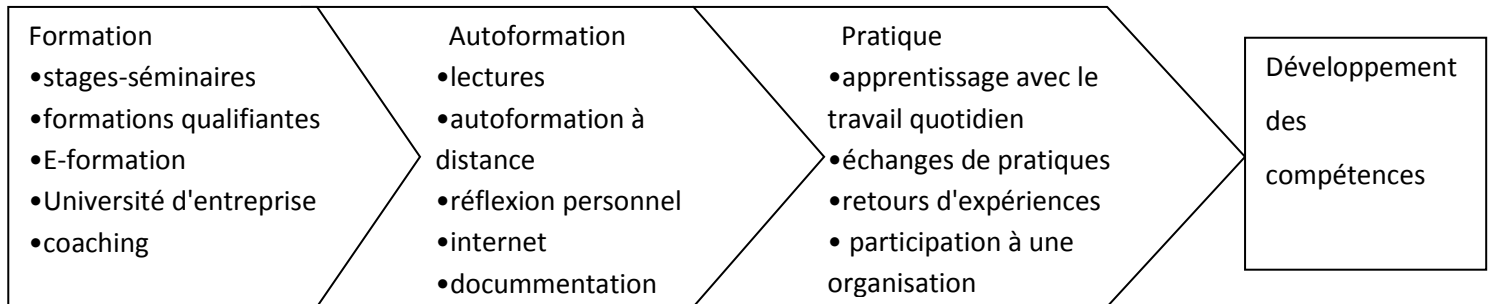 Formation
•stages-séminaires
•formations qualifiantes
•E-formation
•Université d'entreprise
•coaching
Autoformation
•lectures
•autoformation à
distance
•réflexion personnel
•internet
•docummentation
Pratique
•apprentissage avec le
travail quotidien
•échanges de pratiques
•retours d'expériences
• participation à une
organisation
Développement
des
compétences